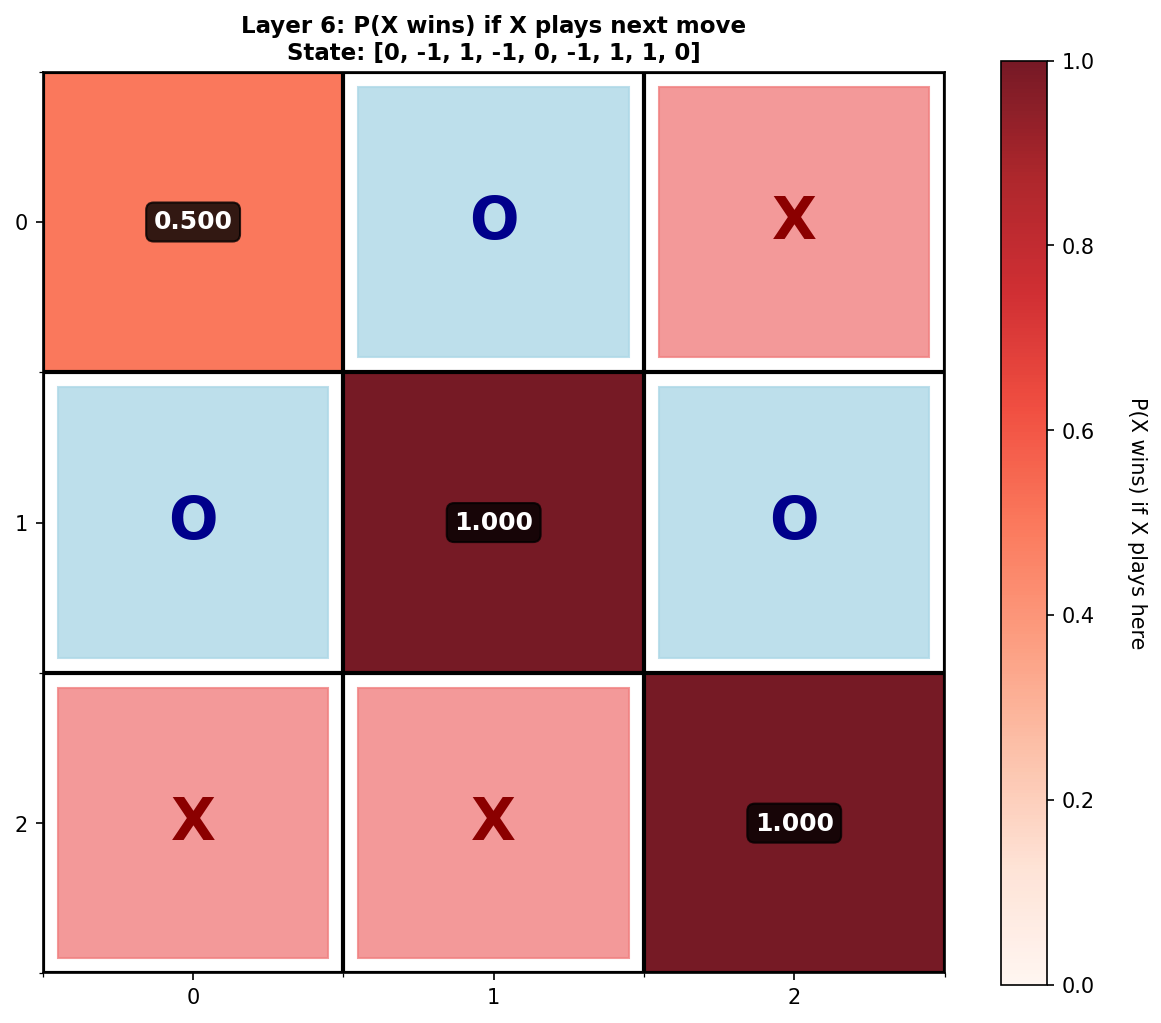 Layer 6: P(X wins) if X plays next move
State: [0, -1, 1, -1, 0, -1, 1, 1, 0]
0
0.500
O
X
1
O
1.000
O
2
X
X
1.000
0
1
2
1.0
0.8
0.6
0.4
0.2
0.0
P(X wins) if X plays here